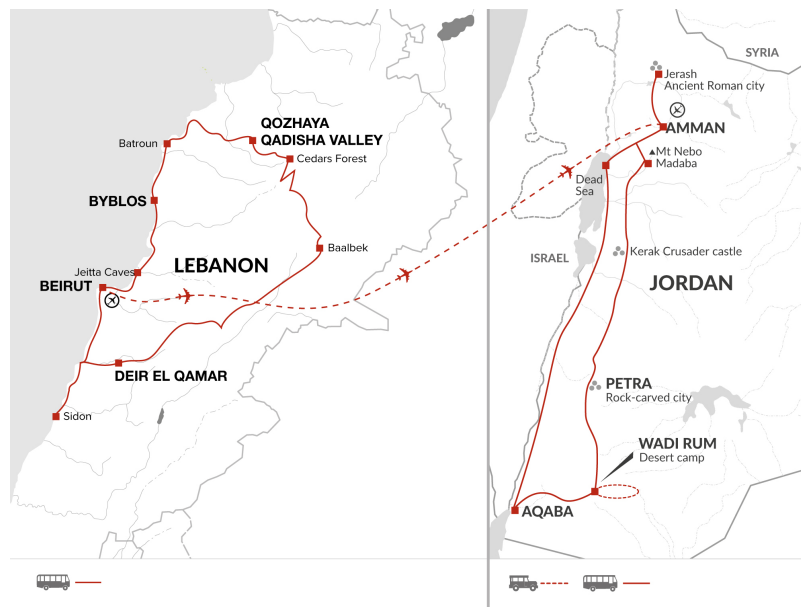 QOZHAYA
QADISHA VALLEY
Batroun
Cedars Forest
BYBLOS
Baalbek
Jeitta Caves
LEBANON
BEIRUT
DEIR EL QAMAR
Sidon
SYRIA
Jerash
Ancient Roman city
AMMAN
Mt Nebo
Madaba
Dead
Sea
Kerak Crusader castle
ISRAEL
JORDAN
PETRA
Rock-carved city
WADI RUM
Desert camp
AQABA